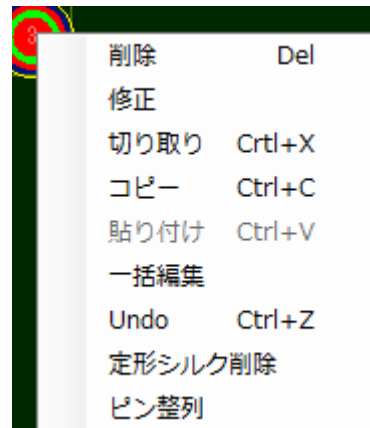 3
削除 Del
修正
切り取り Crtl+X
コピー Ctrl+C
貼り付け Ctrl+V
一括編集
Undo Ctrl+Z
定形シルク削除
ピン整列